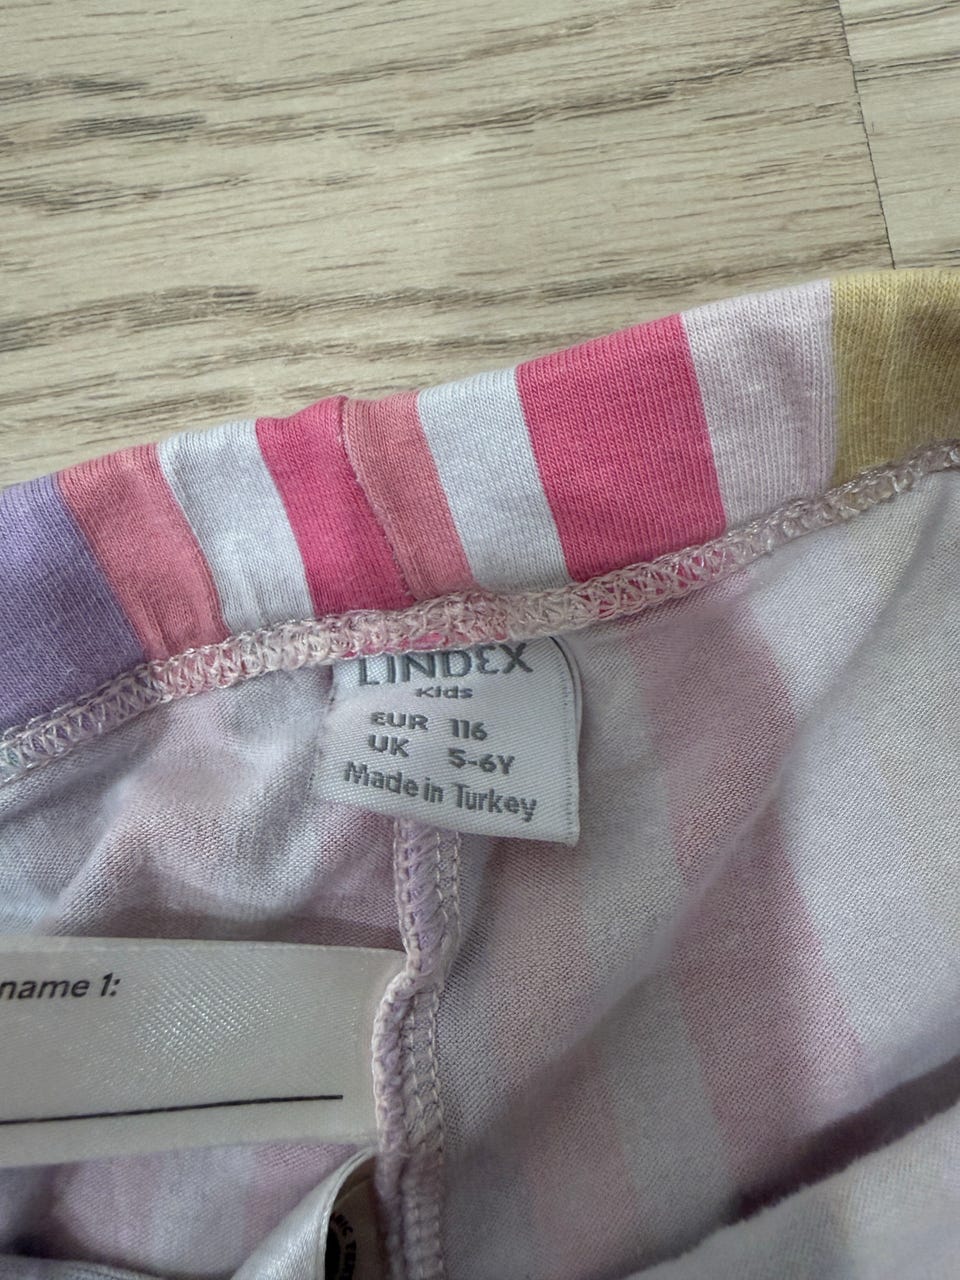 LINDEX
Kids
EUR 116
UK 5-6Y
Made in Turkey
name 1: